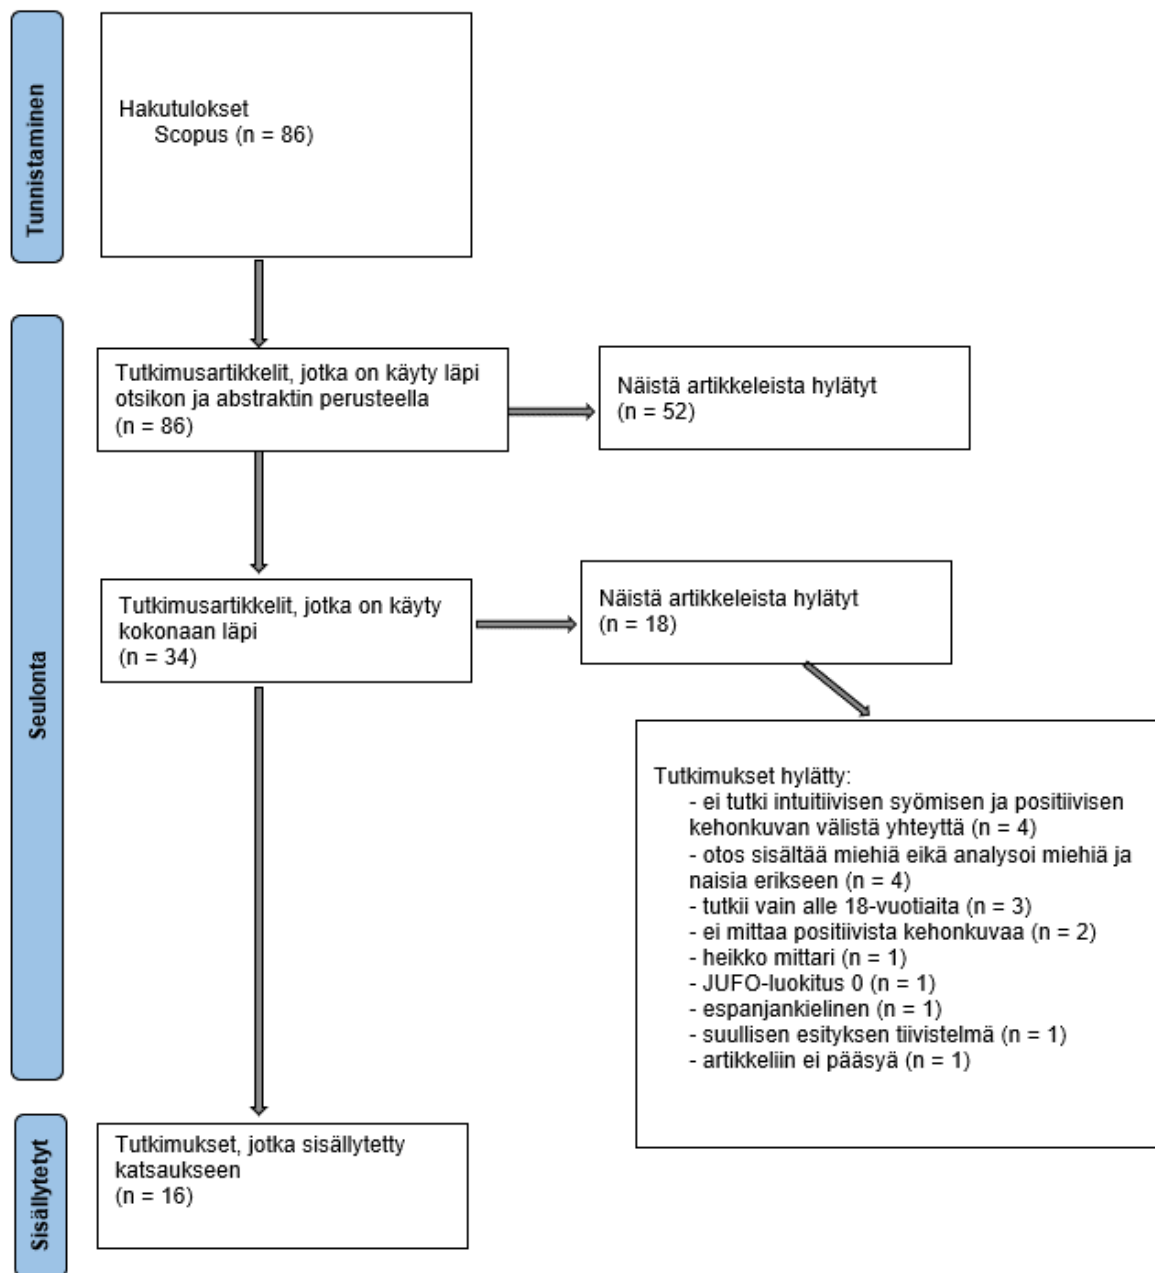 Tunnistaminen
Hakutulokset
Scopus (n = 86)
Seulonta
Tutkimusartikkelit, jotka on käyty läpi
otsikon ja abstraktin perusteella
(n = 86)
Näistä artikkeleista hylätyt
(n = 52)
Tutkimusartikkelit, jotka on käyty
kokonaan läpi
(n = 34)
Näistä artikkeleista hylätyt
(n = 18)
Tutkimukset hylätty:
- ei tutki intuitiivisen syömisen ja positiivisen
kehonkuvan välistä yhteyttä (n = 4)
- otos sisältää miehiä eikä analysoi miehiä ja
naisia erikseen (n = 4)
- tutkii vain alle 18-vuotiaita (n = 3)
- ei mittaa positiivista kehonkuvaa (n = 2)
- heikko mittari (n = 1)
- JUFO-luokitus 0 (n = 1)
- espanjankielinen (n = 1)
- suullisen esityksen tiivistelmä (n = 1)
- artikkeliin ei pääsyä (n = 1)
Sisällytetyt
Tutkimukset, jotka sisällytetty
katsaukseen
(n = 16)